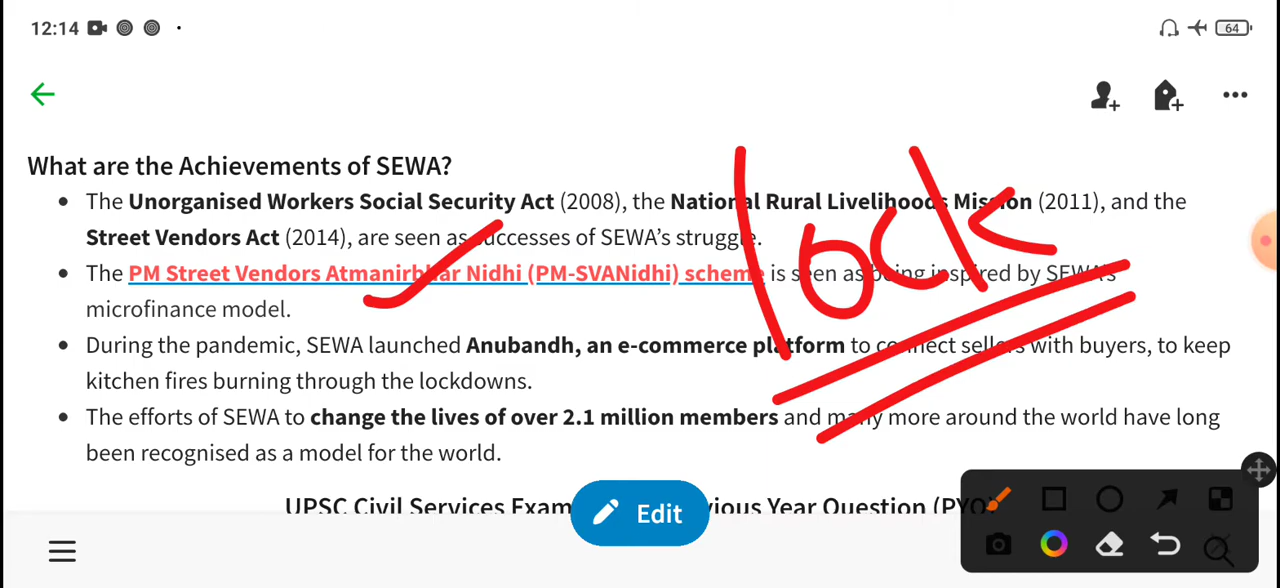 12:14
64
What are the Achievements of SEWA?
• The Unorganised Workers Social Security Act (2008), the National Rural Livelihoods Mission (2011), and the
Street Vendors Act (2014), are seen as successes of SEWA's struggle.
• The PM Street Vendors Atmanirbhar Nidhi (PM-SVANidhi) scheme is seen as being inspired by SEWA's
microfinance model.
• During the pandemic, SEWA launched Anubandh, an e-commerce platform to connect sellers with buyers, to keep
kitchen fires burning through the lockdowns.
• The efforts of SEWA to change the lives of over 2.1 million members and many more around the world have long
been recognised as a model for the world.
lock
UPSC Civil Services Exam vious Year Question (PYQ)
Edit